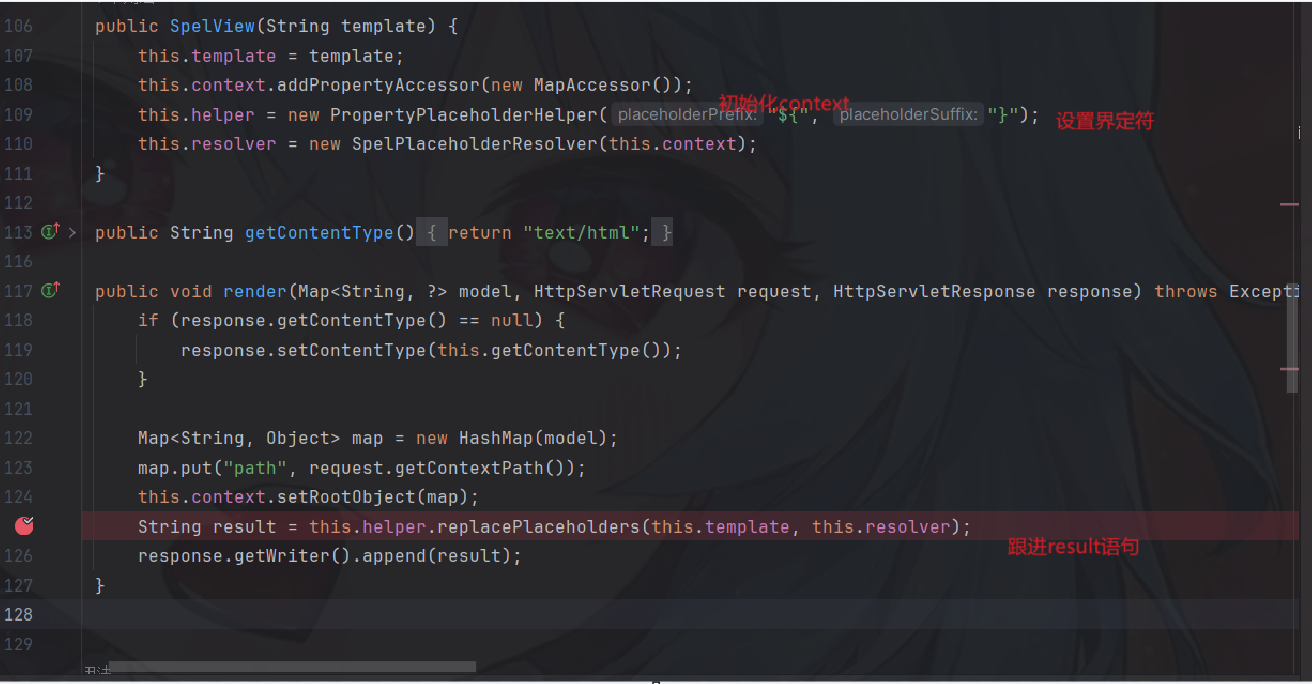 106 public SpelView(String template) {
107 this.template = template;
108 this.context.addPropertyAccessor(new MapAccessor());
初始化context
109 this.helper = new PropertyPlaceholderHelper( placeholderPrefix: "${", placeholderSuffix: "}");
设置界定符
110 this.resolver = new SpelPlaceholderResolver(this.context);
111 }
112
113 public String getContentType() { return "text/html"; }
116
117 public void render(Map<String, ?> model, HttpServletRequest request, HttpServletResponse response) throws Excepti
118 if (response.getContentType() == null) {
119 response.setContentType(this.getContentType());
120 }
121
122 Map<String, Object> map = new HashMap(model);
123 map.put("path", request.getContextPath());
124 this.context.setRootObject(map);
String result = this.helper.replacePlaceholders(this.template, this.resolver);
跟进result语句
126 response.getWriter().append(result);
127 }
128
129